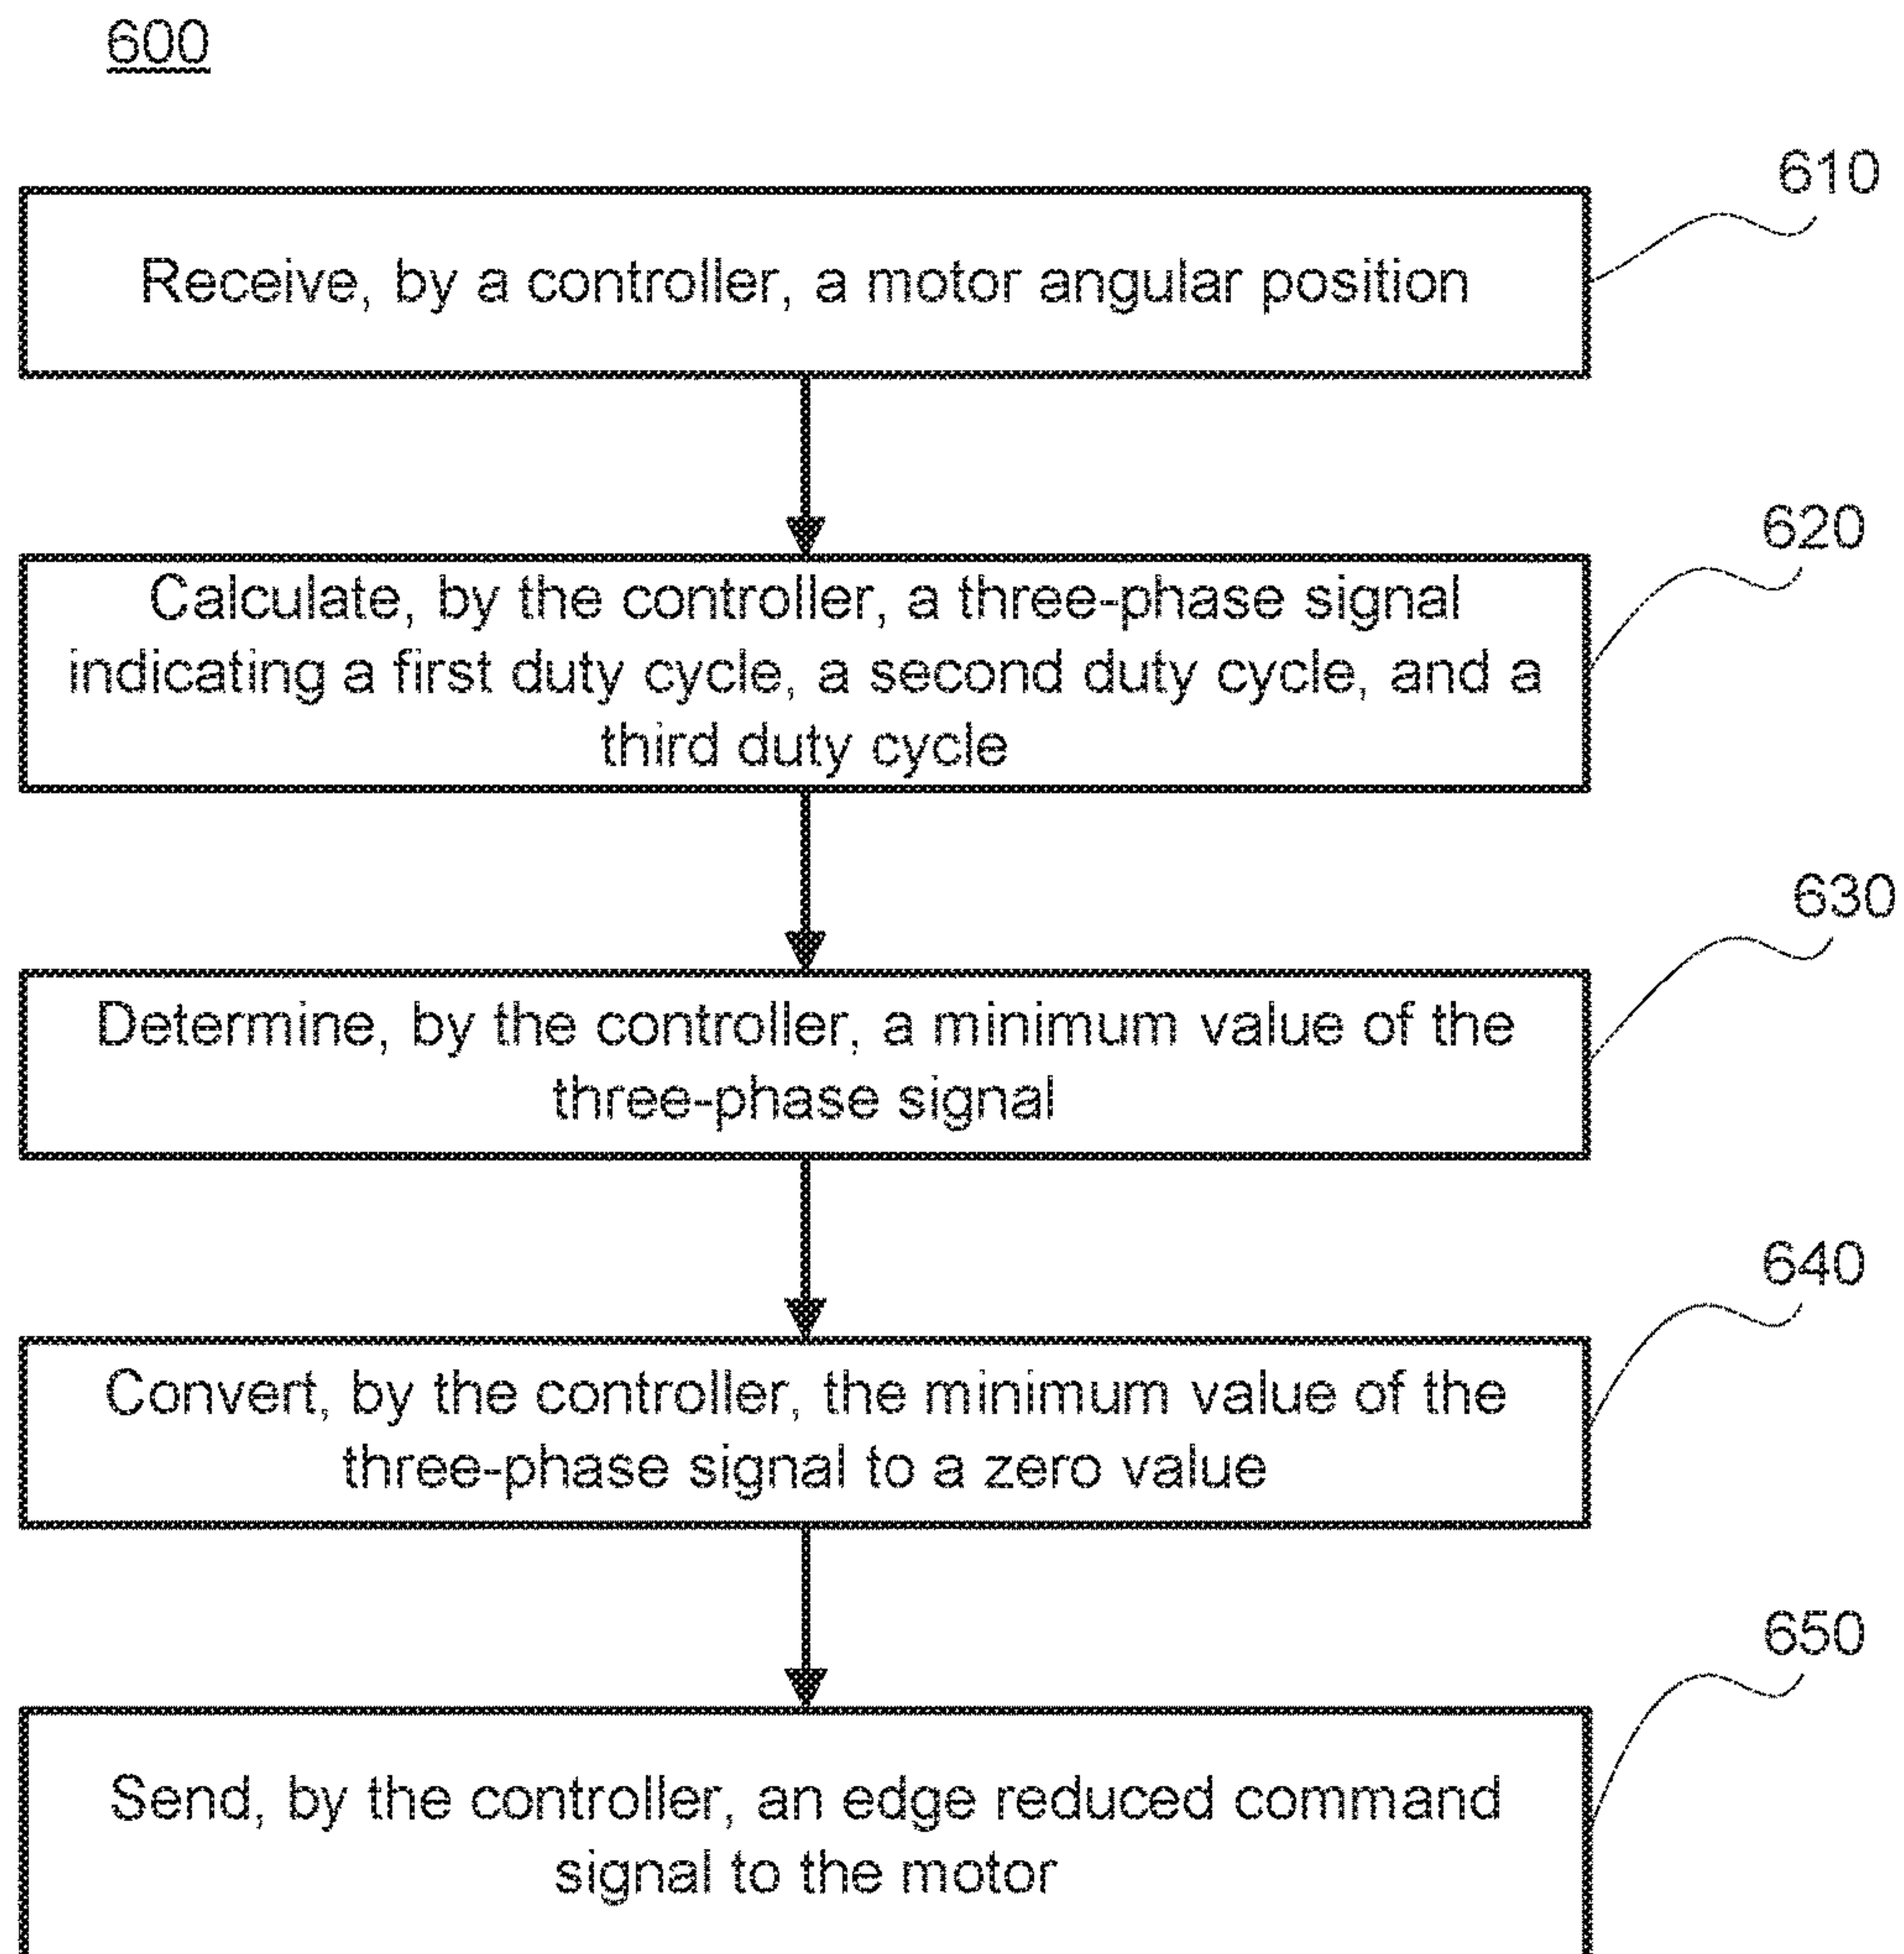 600
610
Receive, by a controller, a motor angular position
620
Calculate, by the controller, a three-phase signal
indicating a first duty cycle, a second duty cycle, and a
third duty cycle
630
Determine, by the controller, a minimum value of the
three-phase signal
640
Convert, by the controller, the minimum value of the
three-phase signal to a zero value
650
Send, by the controller, an edge reduced command
signal to the motor